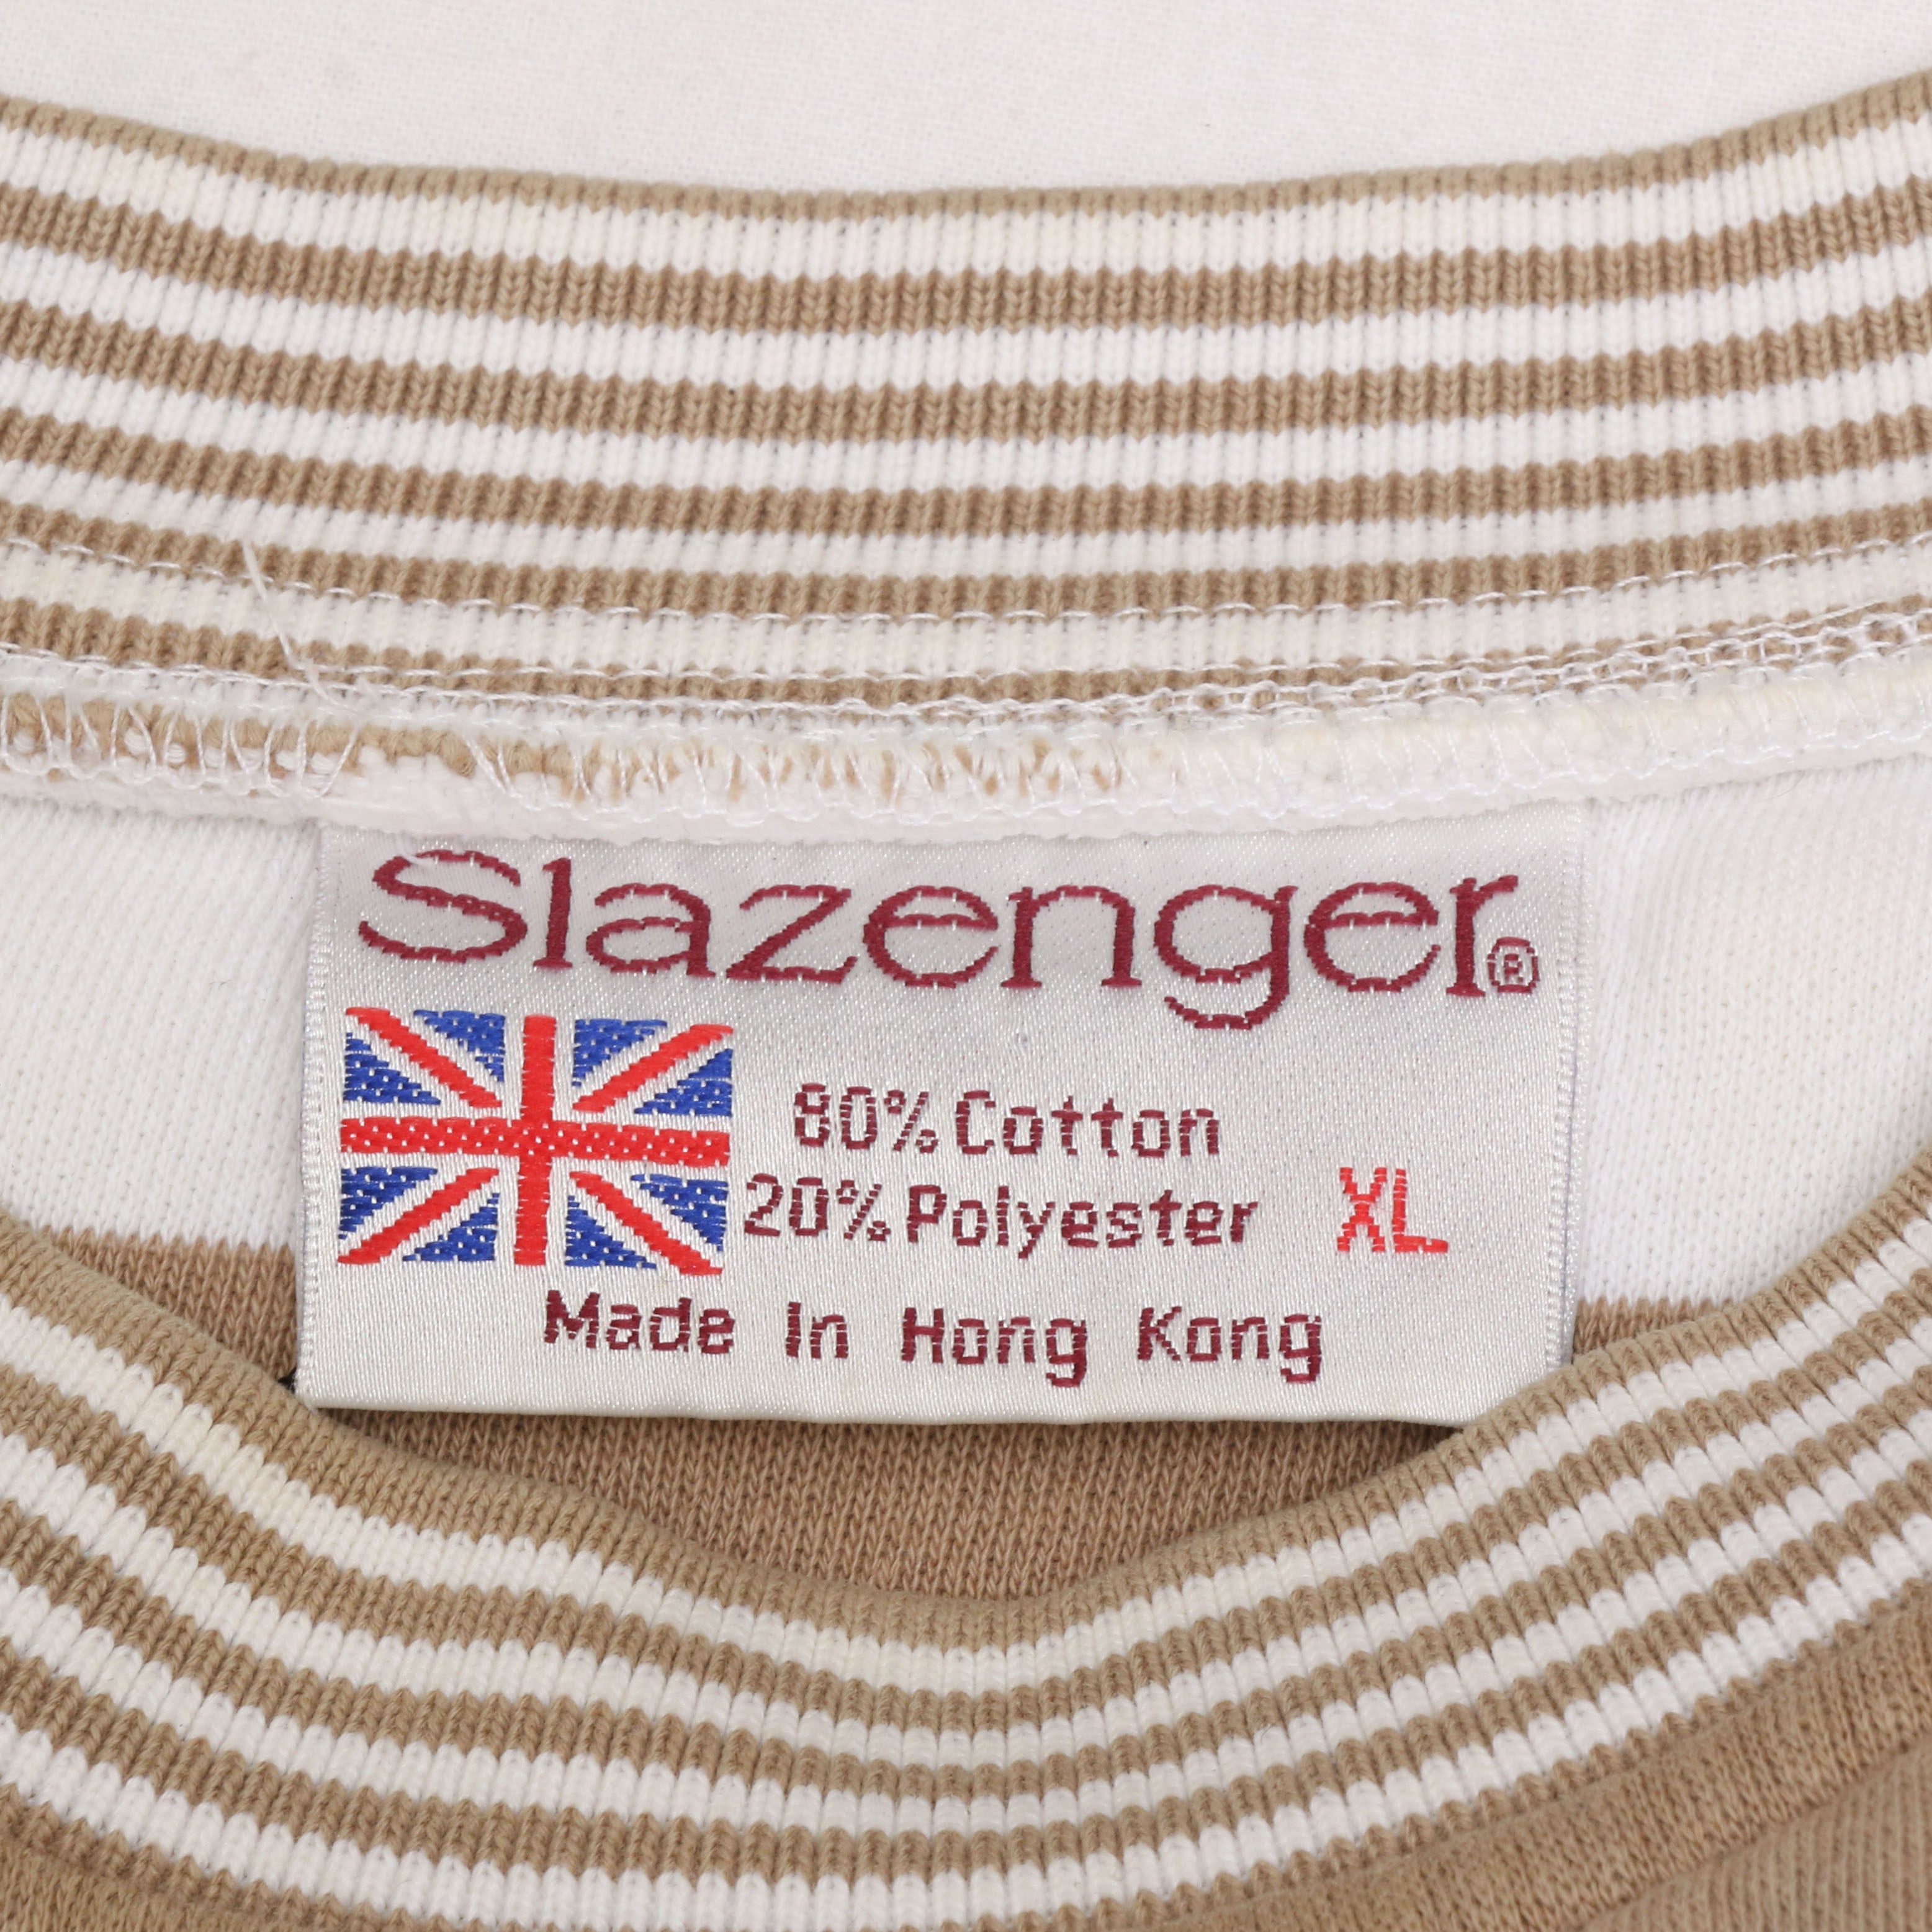 Slazenger®
80% Cotton
20% Polyester XL
Made In Hong Kong